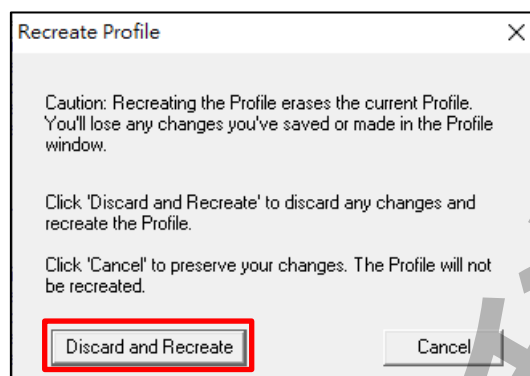 Recreate Profile
Caution: Recreating the Profile erases the current Profile.
You'll lose any changes you've saved or made in the Profile
window.
Click 'Discard and Recreate' to discard any changes and
recreate the Profile.
Click 'Cancel' to preserve your changes. The Profile will not
be recreated.
Discard and Recreate
Cancel